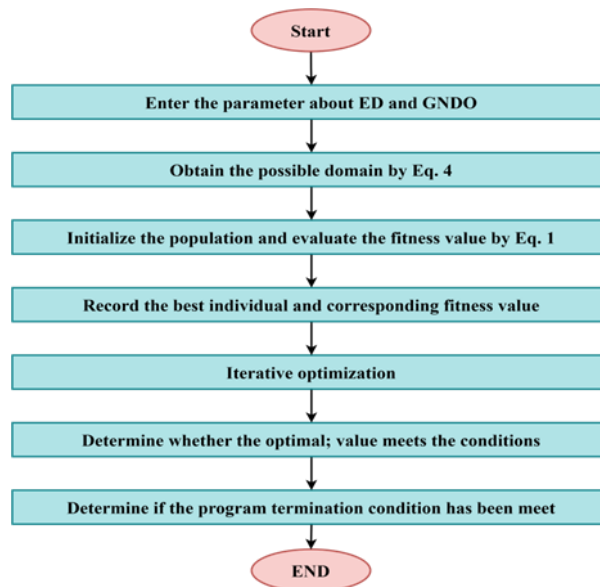 Start
Enter the parameter about ED and GNDO
Obtain the possible domain by Eq. 4
Initialize the population and evaluate the fitness value by Eq. 1
Record the best individual and corresponding fitness value
Iterative optimization
Determine whether the optimal; value meets the conditions
Determine if the program termination condition has been meet
END